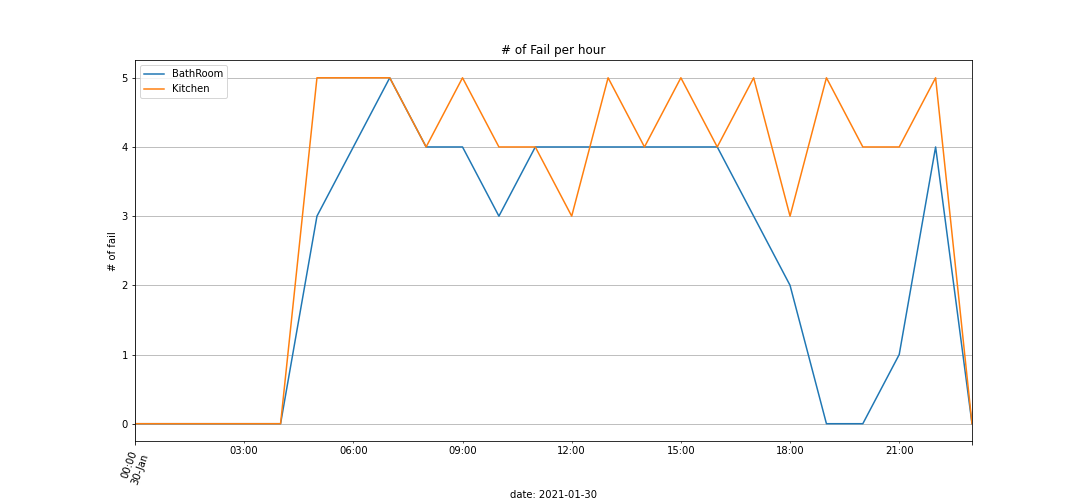 # of Fail per hour
BathRoom
Kitchen
# of fail
5
4
3
2
1
0
00:00
30-Jan
03:00
06:00
09:00
12:00
15:00
18:00
21:00
date: 2021-01-30